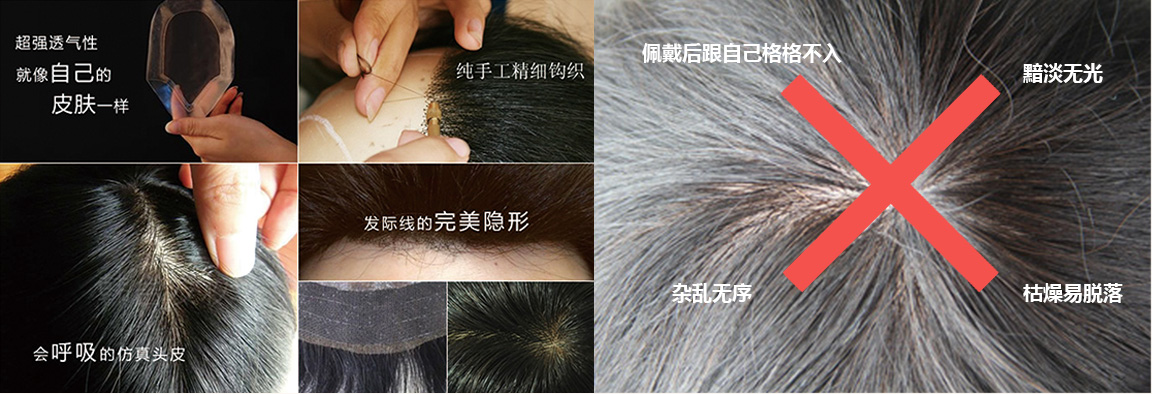 超强透气性
就像自己的
皮肤一样
纯手工精细钩织
会呼吸的仿真头皮
发际线的完美隐形
佩戴后跟自己格格不入
黯淡无光
杂乱无序
枯燥易脱落